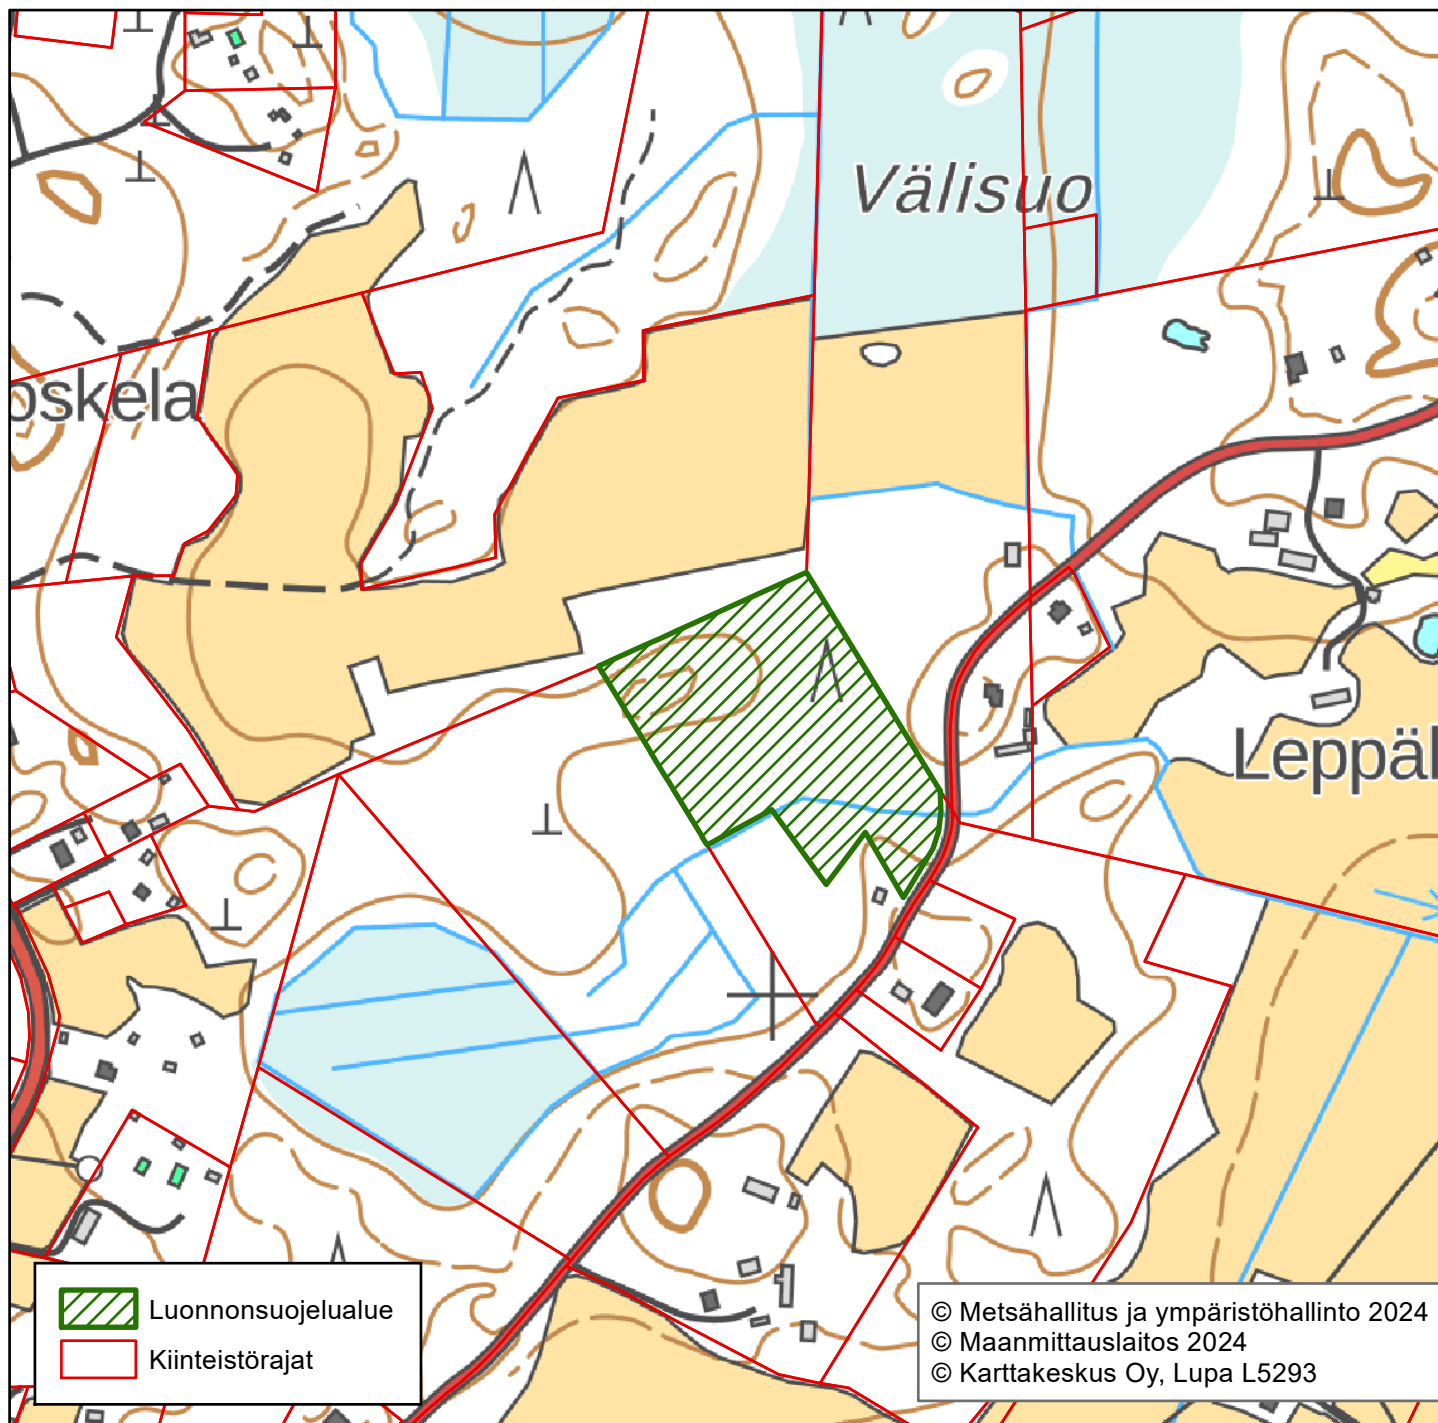 Välisuo
oskela
Leppäl
Luonnonsuojelualue
Kiinteistörajat
© Metsähallitus ja ympäristöhallinto 2024
© Maanmittauslaitos 2024
© Karttakeskus Oy, Lupa L5293